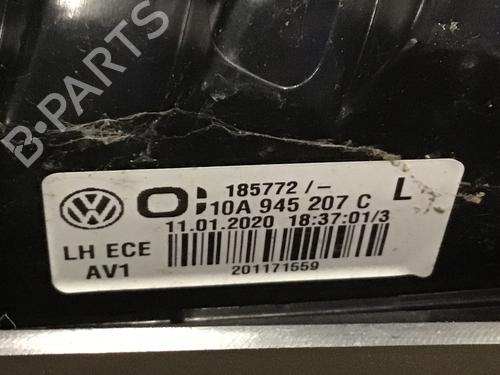 B-PARTS
185772 /-
L
10A 945 207 C
11.01.2020 18:37:01/3
LH ECE
AV1
201171559